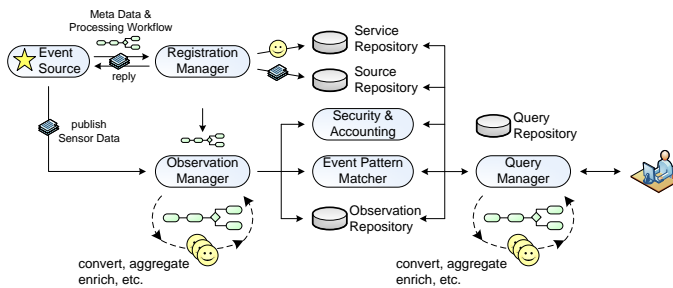 Meta Data &
Processing Workflow
Event
Source
reply
Registration
Manager
Service
Repository
Source
Repository
publish
Sensor Data
Security &
Accounting
Query
Repository
Observation
Manager
Event Pattern
Matcher
Query
Manager
Observation
Repository
convert, aggregate
enrich, etc.
convert, aggregate
enrich, etc.